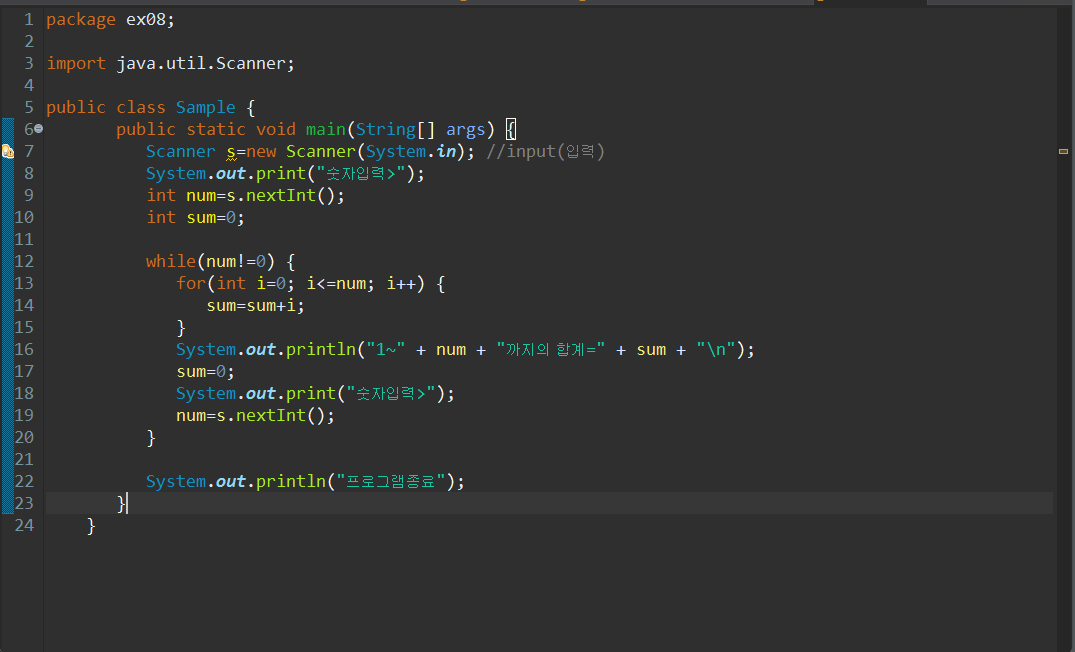 1 package ex08;
2
3 import java.util.Scanner;
4
5 public class Sample {
6 public static void main(String[] args) {
7 Scanner s=new Scanner(System.in); //input(입력)
8 System.out.print("숫자입력>");
9 int num=s.nextInt();
10 int sum=0;
11
12 while(num!=0) {
13 for(int i=0; i<=num; i++) {
14 sum=sum+i;
15 }
16 System.out.println("1~" + num + "까지의 합계=" + sum + "\n");
17 sum=0;
18 System.out.print("숫자입력>");
19 num=s.nextInt();
20 }
21
22 System.out.println("프로그램종료");
23 }
24 }